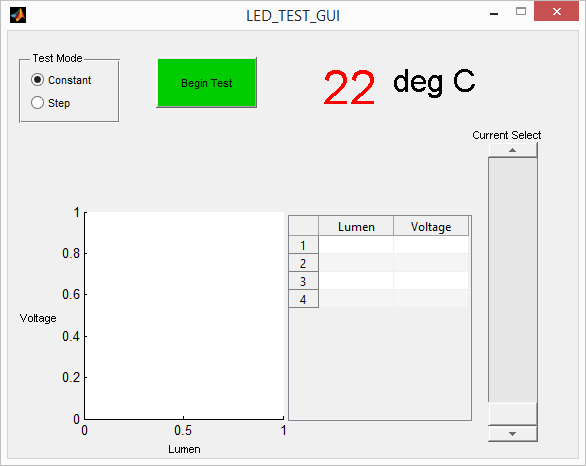 LED_TEST_GUI
Test Mode
Constant
Step
Begin Test
22 deg C
Current Select
Lumen Voltage
1
2
3
4
1
0.8
0.6
0.4
0.2
0
Voltage
0 0.5 1
Lumen